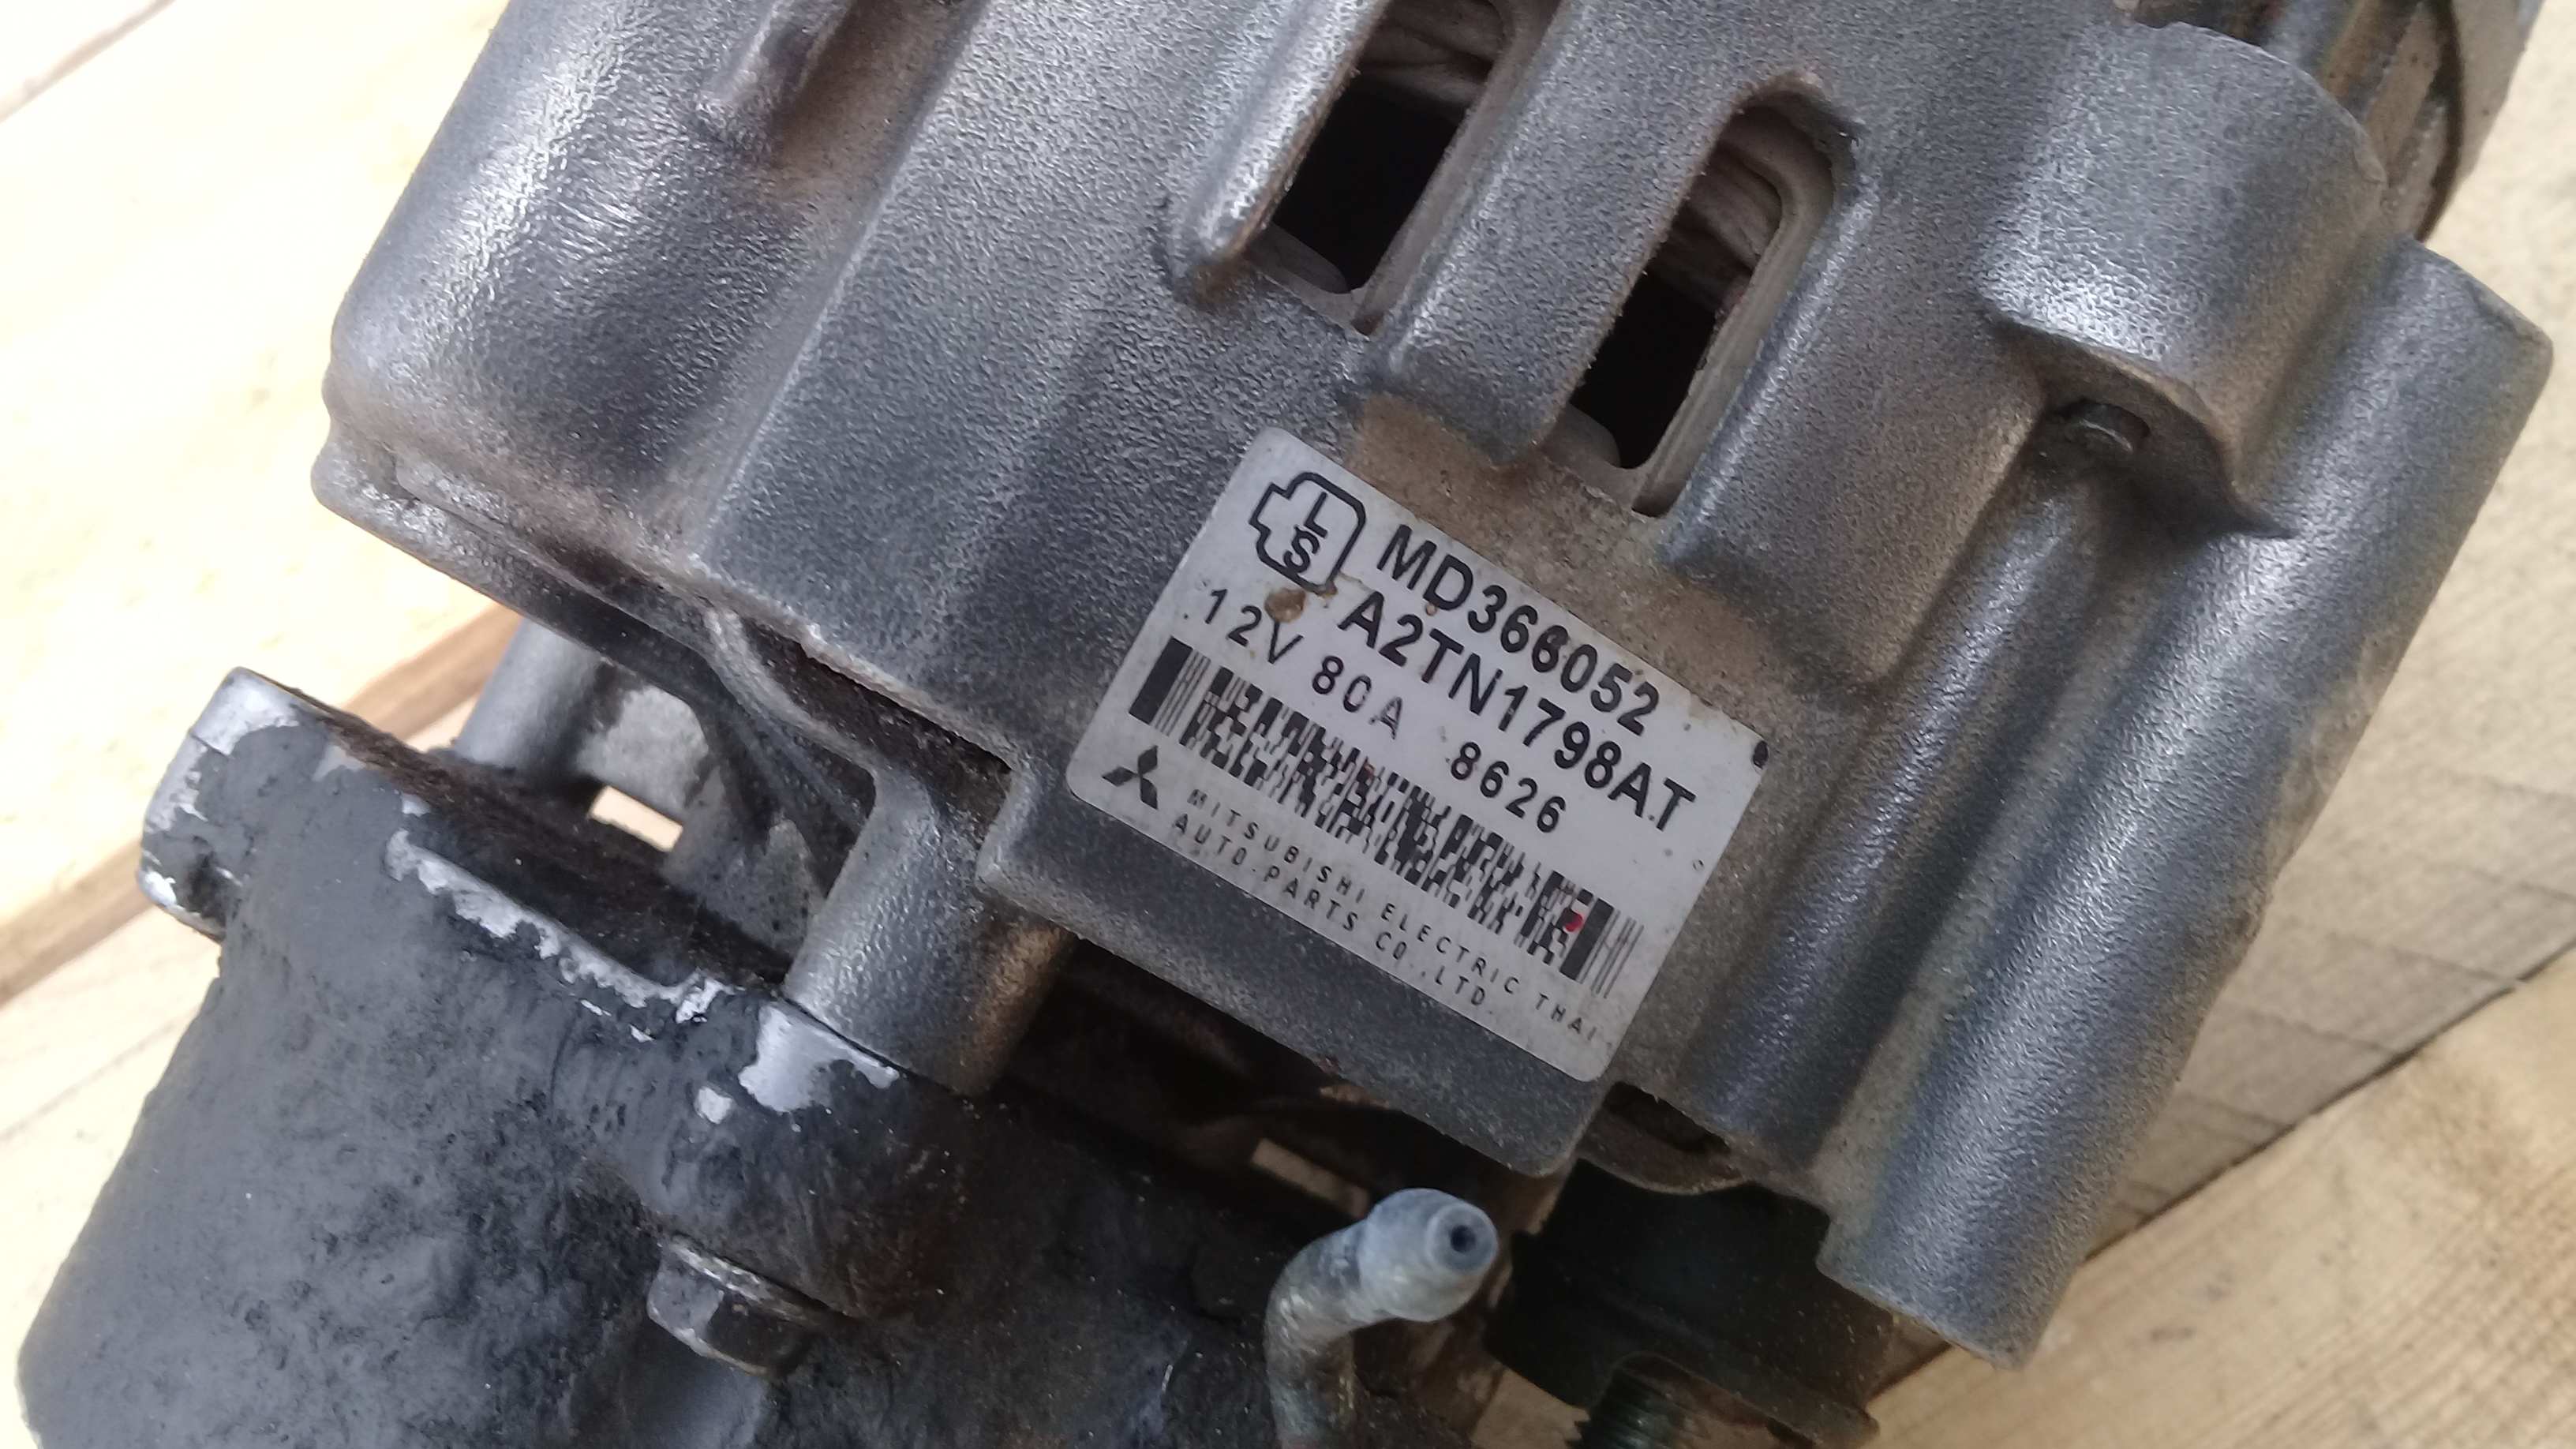 L
S
MD366052
A2TN1798AT
12V 80A 8626
MITSUBISHI ELECTRIC THAI
AUTO.PARTS CO.,LTD.